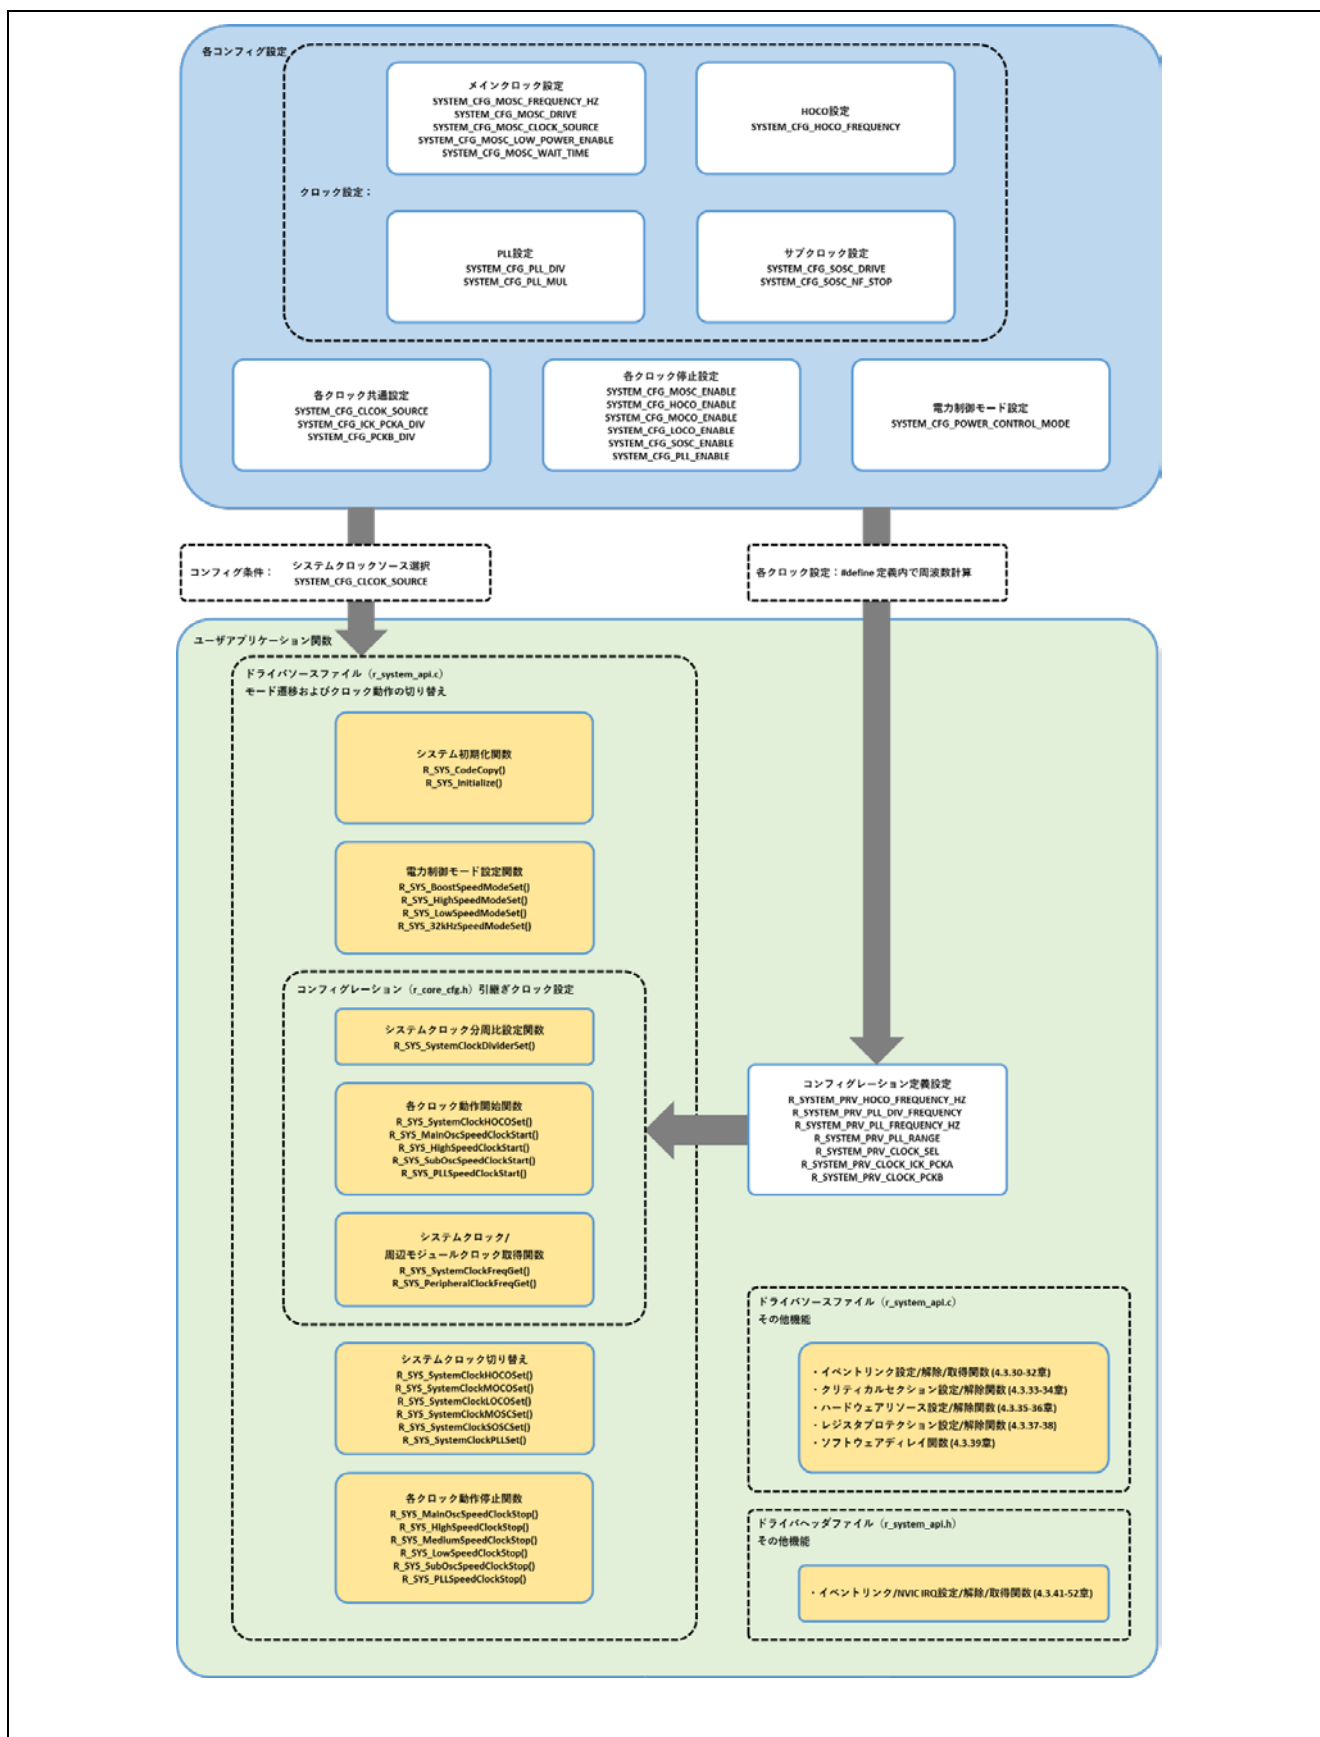 各コンフィグ設定
メインクロック設定
SYSTEM_CFG_MOSC_FREQUENCY_HZ
SYSTEM_CFG_MOSC_DRIVE
SYSTEM_CFG_MOSC_CLOCK_SOURCE
SYSTEM_CFG_MOSC_LOW_POWER_ENABLE
SYSTEM_CFG_MOSC_WAIT_TIME
HOCO設定
SYSTEM_CFG_HOCO_FREQUENCY
クロック設定：
PLL設定
SYSTEM_CFG_PLL_DIV
SYSTEM_CFG_PLL_MUL
サブクロック設定
SYSTEM_CFG_SOSC_DRIVE
SYSTEM_CFG_SOSC_NF_STOP
各クロック共通設定
SYSTEM_CFG_CLCOK_SOURCE
SYSTEM_CFG_ICK_PCKA_DIV
SYSTEM_CFG_PCKB_DIV
各クロック停止設定
SYSTEM_CFG_MOSC_ENABLE
SYSTEM_CFG_HOCO_ENABLE
SYSTEM_CFG_MOCO_ENABLE
SYSTEM_CFG_LOCO_ENABLE
SYSTEM_CFG_SOSC_ENABLE
SYSTEM_CFG_PLL_ENABLE
電力制御モード設定
SYSTEM_CFG_POWER_CONTROL_MODE
コンフィグ条件： システムクロックソース選択
SYSTEM_CFG_CLCOK_SOURCE
各クロック設定：#define 定義内で周波数計算
ユーザアプリケーション関数
ドライバソースファイル（r_system_api.c）
モード遷移およびクロック動作の切り替え
システム初期化関数
R_SYS_CodeCopy()
R_SYS_Initialize()
電力制御モード設定関数
R_SYS_BoostSpeedModeSet()
R_SYS_HighSpeedModeSet()
R_SYS_LowSpeedModeSet()
R_SYS_32kHzSpeedModeSet()
コンフィグレーション（r_core_cfg.h）引継ぎクロック設定
システムクロック分周比設定関数
R_SYS_SystemClockDividerSet()
各クロック動作開始関数
R_SYS_SystemClockHOCOSet()
R_SYS_MainOscSpeedClockStart()
R_SYS_HighSpeedClockStart()
R_SYS_SubOscSpeedClockStart()
R_SYS_PLLSpeedClockStart()
システムクロック/
周辺モジュールクロック取得関数
R_SYS_SystemClockFreqGet()
R_SYS_PeripheralClockFreqGet()
コンフィグレーション定義設定
R_SYSTEM_PRV_HOCO_FREQUENCY_HZ
R_SYSTEM_PRV_PLL_DIV_FREQUENCY
R_SYSTEM_PRV_PLL_FREQUENCY_HZ
R_SYSTEM_PRV_PLL_RANGE
R_SYSTEM_PRV_CLOCK_SEL
R_SYSTEM_PRV_CLOCK_ICK_PCKA
R_SYSTEM_PRV_CLOCK_PCKB
システムクロック切り替え
R_SYS_SystemClockHOCOSet()
R_SYS_SystemClockMOCOSet()
R_SYS_SystemClockLOCOSet()
R_SYS_SystemClockMOSCSet()
R_SYS_SystemClockSOSCSet()
R_SYS_SystemClockPLLSet()
各クロック動作停止関数
R_SYS_MainOscSpeedClockStop()
R_SYS_HighSpeedClockStop()
R_SYS_MediumSpeedClockStop()
R_SYS_LowSpeedClockStop()
R_SYS_SubOscSpeedClockStop()
R_SYS_PLLSpeedClockStop()
ドライバソースファイル（r_system_api.c）
その他機能
・イベントリンク設定/解除/取得関数 (4.3.30-32章)
・クリティカルセクション設定/解除関数 (4.3.33-34章)
・ハードウェアリソース設定/解除関数 (4.3.35-36章)
・レジスタプロテクション設定/解除関数 (4.3.37-38)
・ソフトウェアディレイ関数 (4.3.39章)
ドライバヘッダファイル（r_system_api.h）
その他機能
・イベントリンク/NVIC IRQ設定/解除/取得関数 (4.3.41-52章)